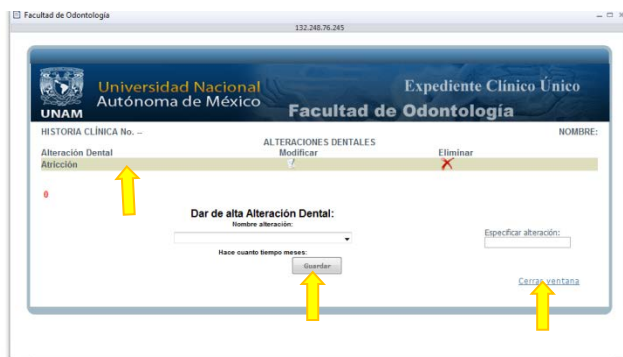 Facultad de Odontología
132.248.76.245
Universidad Nacional
Autónoma de México
UNAM
Expediente Clínico Único
Facultad de Odontología
HISTORIA CLÍNICA No. --
NOMBRE:
ALTERACIONES DENTALES
Alteración Dental Modificar Eliminar
Atricción
0
Dar de alta Alteración Dental:
Nombre alteración:
Especificar alteración:
Hace cuanto tiempo meses:
Guardar
Cerrar ventana